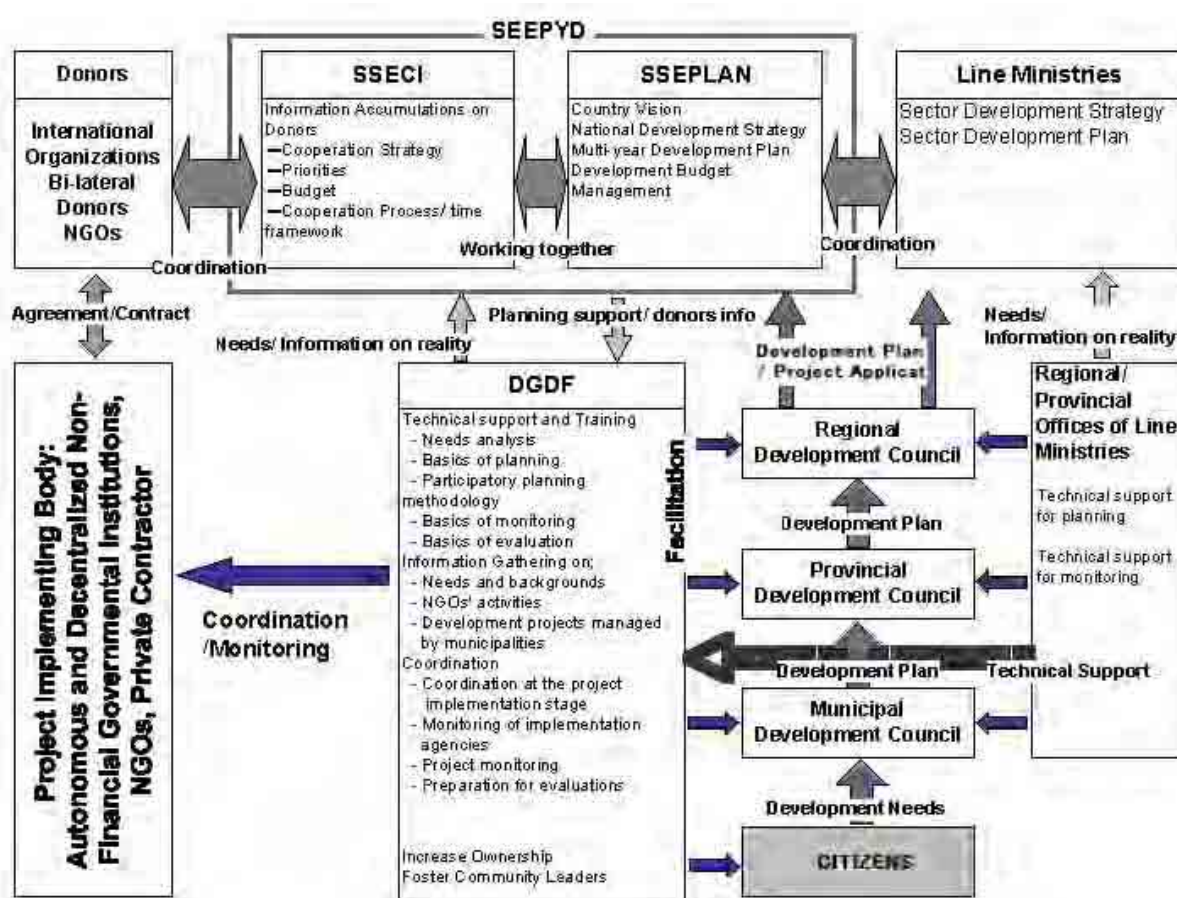 SEEPYD
Donors
International
Organizations
Bi-lateral
Donors
NGOs
SSECI
Information Accumulations on
Donors
—Cooperation Strategy
—Priorities
—Budget
—Cooperation Process/ time
framework
SSEPLAN
Country Vision
National Development Strategy
Multi-year Development Plan
Development Budget
Management
Line Ministries
Sector Development Strategy
Sector Development Plan
Coordination
Working together
Coordination
Agreement/Contract
Needs/ Information on reality
Planning support/ donors info
Development Plan
/ Project Applicat
Needs/
Information on reality
Project Implementing Body:
Autonomous and Decentralized Non-
Financial Governmental Institutions,
NGOs, Private Contractor
Coordination
/Monitoring
DGDF
Technical support and Training
- Needs analysis
- Basics of planning
- Participatory planning
methodology
- Basics of monitoring
- Basics of evaluation
Information Gathering on;
- Needs and backgrounds
- NGOs' activities
- Development projects managed
by municipalities
Coordination
- Coordination at the project
implementation stage
- Monitoring of implementation
agencies
- Project monitoring
- Preparation for evaluations
Increase Ownership
Foster Community Leaders
Facilitation
Regional
Development Council
Development Plan
Provincial
Development Council
Development Plan
Technical Support
Municipal
Development Council
Development Needs
CITIZENS
Regional/
Provincial
Offices of Line
Ministries
Technical support
for planning
Technical support
for monitoring